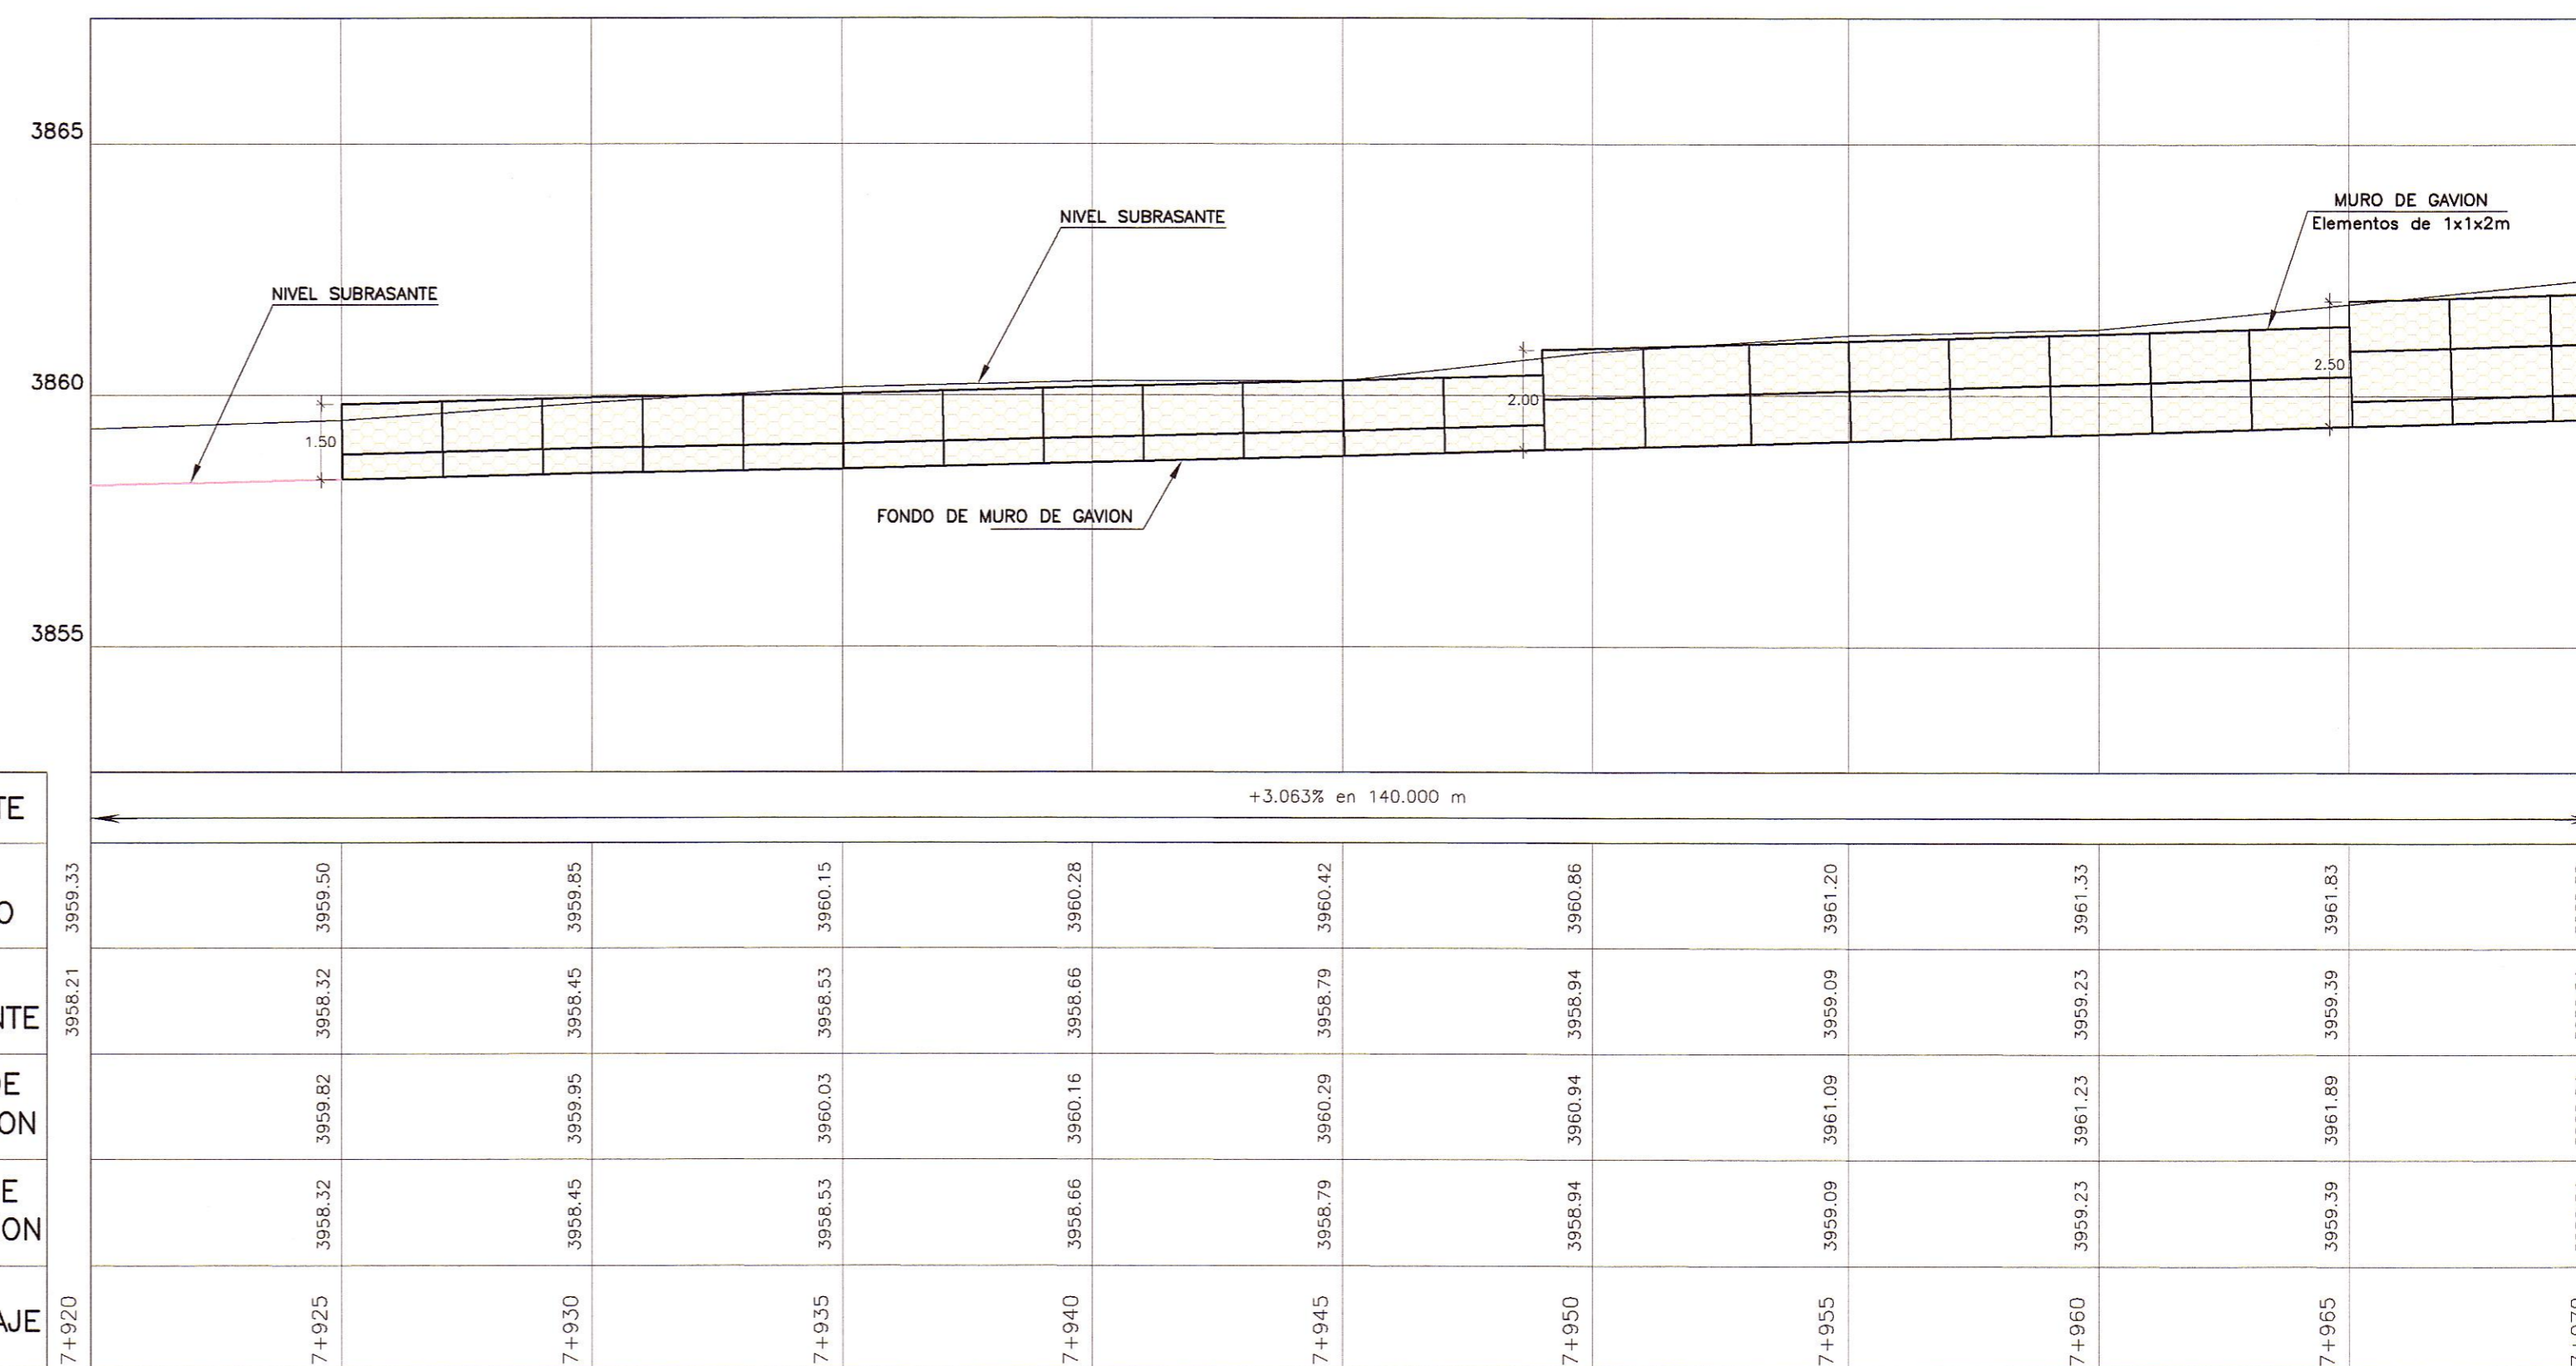 3865
MURO DE GAVION
Elementos de 1x1x2m
NIVEL SUBRASANTE
NIVEL SUBRASANTE
2.50
3860
2.00
1.50
FONDO DE MURO DE GAVION
3855
+3.063% en 140.000 m
TE
O
3959.33 3959.50 3959.85 3960.15 3960.28 3960.42 3960.86 3961.20 3961.33 3961.83
NTE
3958.21 3958.32 3958.45 3958.53 3958.66 3958.79 3958.94 3959.09 3959.23 3959.39
DE
ON
3959.82 3959.95 3960.03 3960.16 3960.29 3960.94 3961.09 3961.23 3961.89
E
ON
3958.32 3958.45 3958.53 3958.66 3958.79 3958.94 3959.09 3959.23 3959.39
AJE
7+920 7+925 7+930 7+935 7+940 7+945 7+950 7+955 7+960 7+965